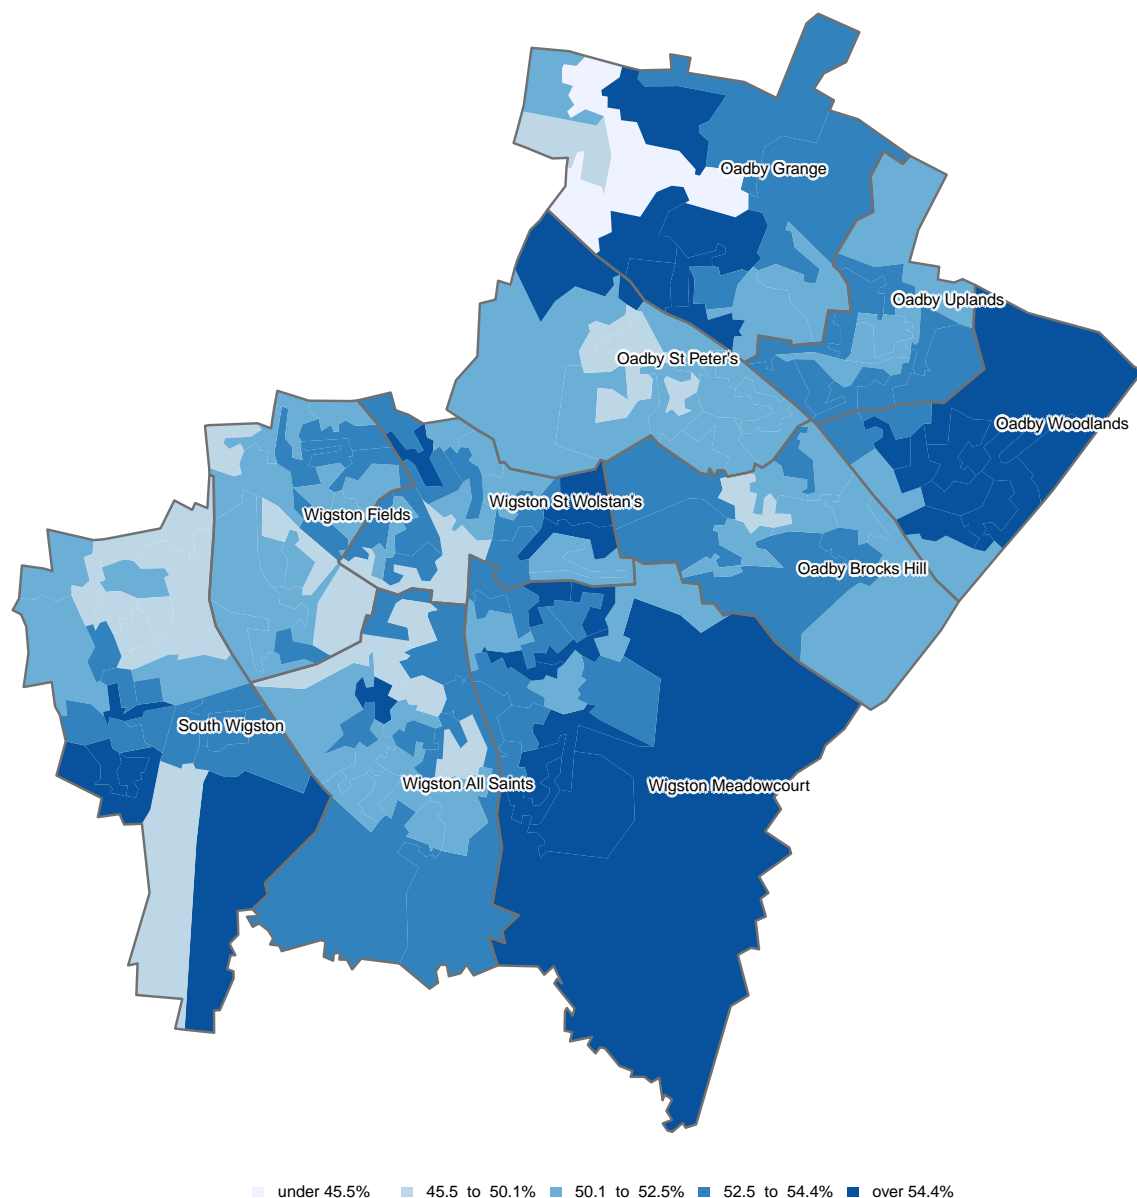 Oadby Grange
Oadby Uplands
Oadby St Peter's
Oadby Woodlands
Wigston St Wolstan's
Wigston Fields
Oadby Brocks Hill
South Wigston
Wigston All Saints
Wigston Meadowcourt
under 45.5%
45.5 to 50.1%
50.1 to 52.5%
52.5 to 54.4%
over 54.4%